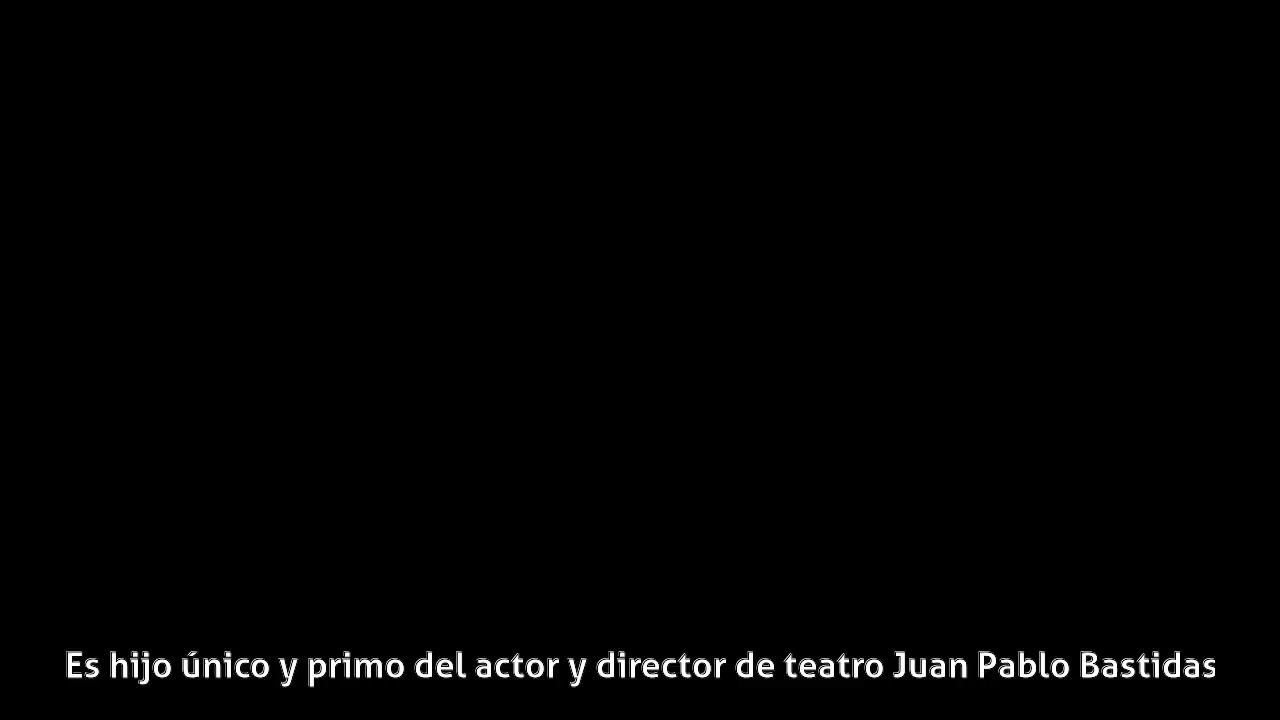 Es hijo único y primo del actor y director de teatro Juan Pablo Bastidas